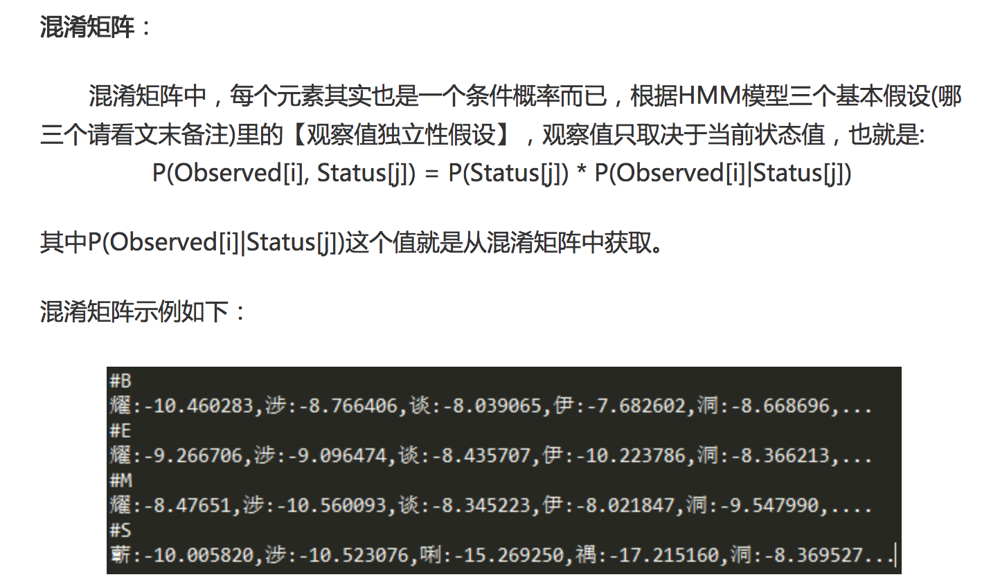 混淆矩阵：
混淆矩阵中，每个元素其实也是一个条件概率而已，根据HMM模型三个基本假设(哪
三个请看文末备注)里的【观察值独立性假设】，观察值只取决于当前状态值，也就是:
P(Observed[i], Status[j]) = P(Status[j]) * P(Observed[i]|Status[j])
其中P(Observed[i]|Status[j])这个值就是从混淆矩阵中获取。
混淆矩阵示例如下：
#B
耀:-10.460283,涉:-8.766406,谈:-8.039065,伊:-7.682602,洞:-8.668696,...
#E
耀:-9.266706,涉:-9.096474,谈:-8.435707,伊:-10.223786,洞:-8.366213,...
#M
耀:-8.47651,涉:-10.560093,谈:-8.345223,伊:-8.021847,洞:-9.547990,....
#S
蘄:-10.005820,涉:-10.523076,唎:-15.269250,禑:-17.215160,洞:-8.369527...